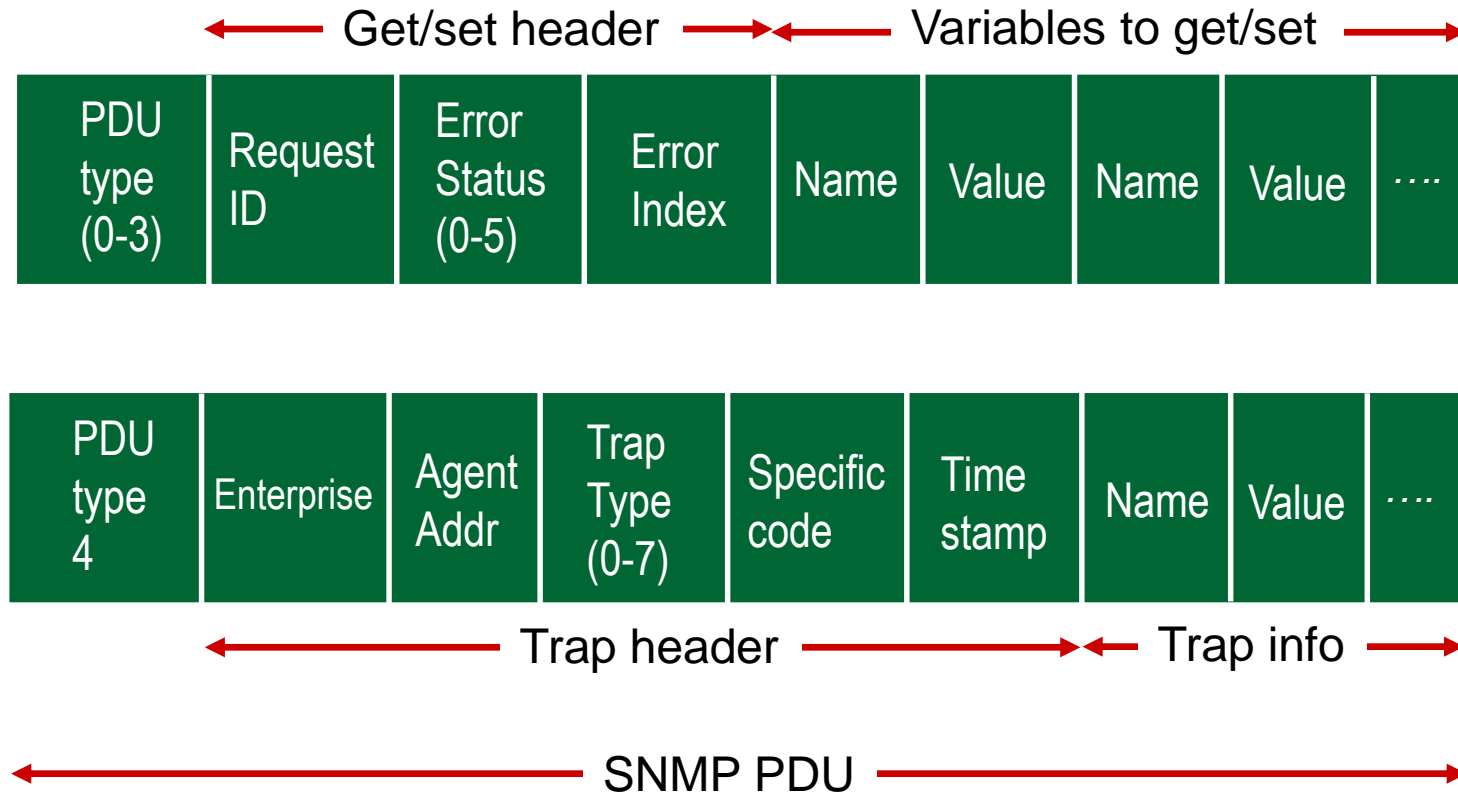 Get/set header
Variables to get/set
PDU
type
(0-3)
Request
ID
Error
Status
(0-5)
Error
Index
Name
Value
Name
Value
....
PDU
type
4
Enterprise
Agent
Addr
Trap
Type
(0-7)
Specific
code
Time
stamp
Name
Value
....
Trap header
Trap info
SNMP PDU